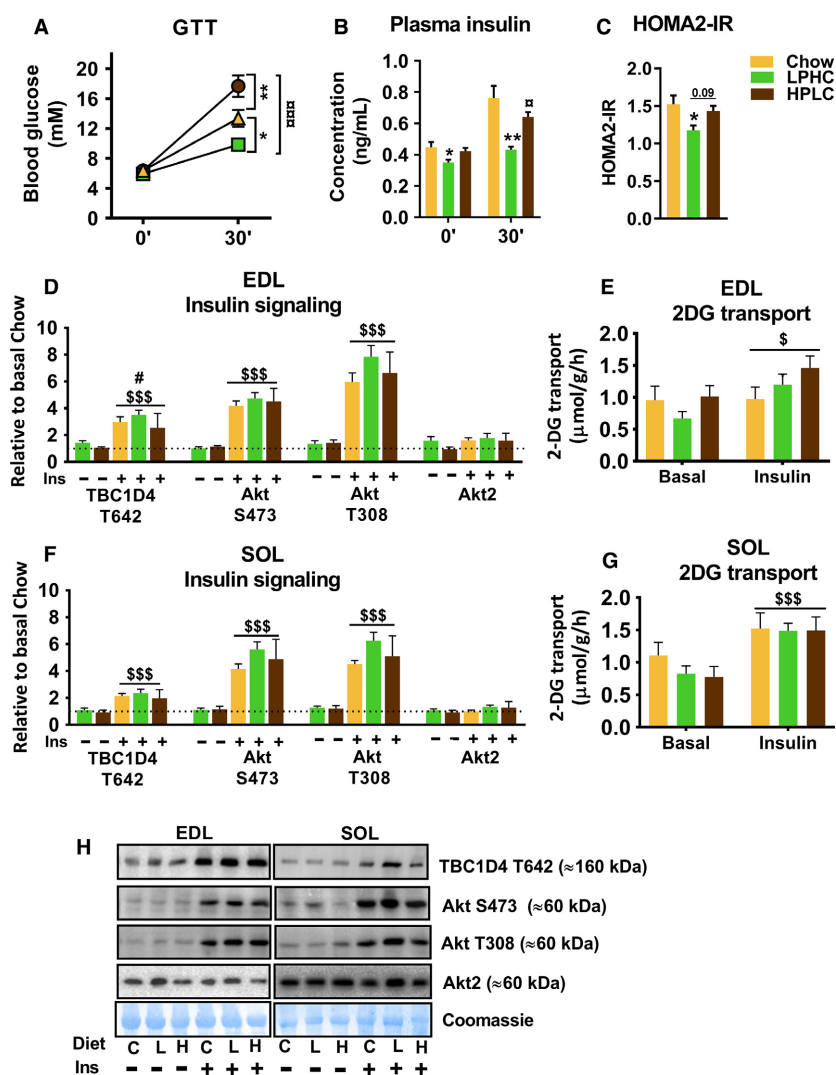 A
GTT
Blood glucose
(mM)
20
16
12
8
4
0
0'
30'
**
*
¤¤¤
B
Plasma insulin
Concentration
(ng/mL)
1.0
0.8
0.6
0.4
0.2
0.0
*
**
¤
0'
30'
C
HOMA2-IR
HOMA2-IR
2.0
1.5
1.0
0.5
0.0
0.09
*
Chow
LPHC
HPLC
D
EDL
Insulin signaling
Relative to basal Chow
10
8
6
4
2
0
#
$$$
$$$
$$$
Ins
− − + + +
− − + + +
− − + + +
− − + + +
TBC1D4
T642
Akt
S473
Akt
T308
Akt2
E
EDL
2DG transport
2-DG transport
(µmol/g/h)
2.0
1.5
1.0
0.5
0.0
$
Basal
Insulin
F
SOL
Insulin signaling
Relative to basal Chow
10
8
6
4
2
0
$$$
$$$
$$$
Ins
− − + + +
− − + + +
− − + + +
− − + + +
TBC1D4
T642
Akt
S473
Akt
T308
Akt2
G
SOL
2DG transport
2-DG transport
(µmol/g/h)
2.0
1.5
1.0
0.5
0.0
$$$
Basal
Insulin
H
EDL
SOL
TBC1D4 T642 (≈160 kDa)
Akt S473 (≈60 kDa)
Akt T308 (≈60 kDa)
Akt2 (≈60 kDa)
Coomassie
Diet C L H C L H C L H C L H
Ins − − − + + + − − − + + +